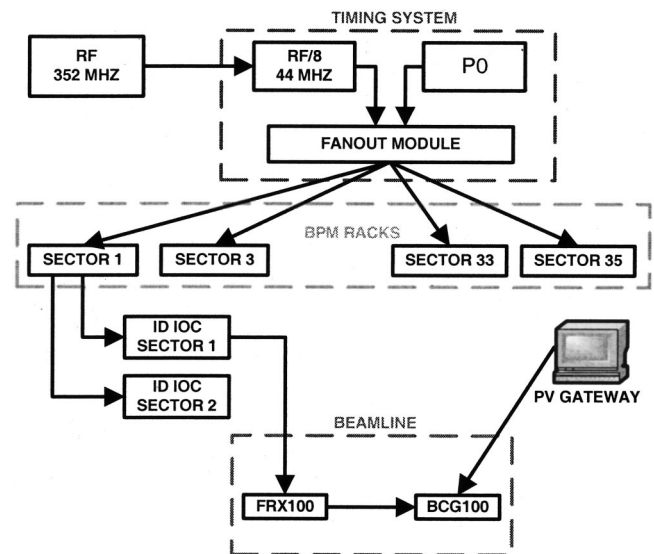 TIMING SYSTEM
RF
352 MHZ
RF/8
44 MHZ
P0
FANOUT MODULE
BPM RACKS
SECTOR 1
SECTOR 3
SECTOR 33
SECTOR 35
ID IOC
SECTOR 1
ID IOC
SECTOR 2
PV GATEWAY
BEAMLINE
FRX100
BCG100